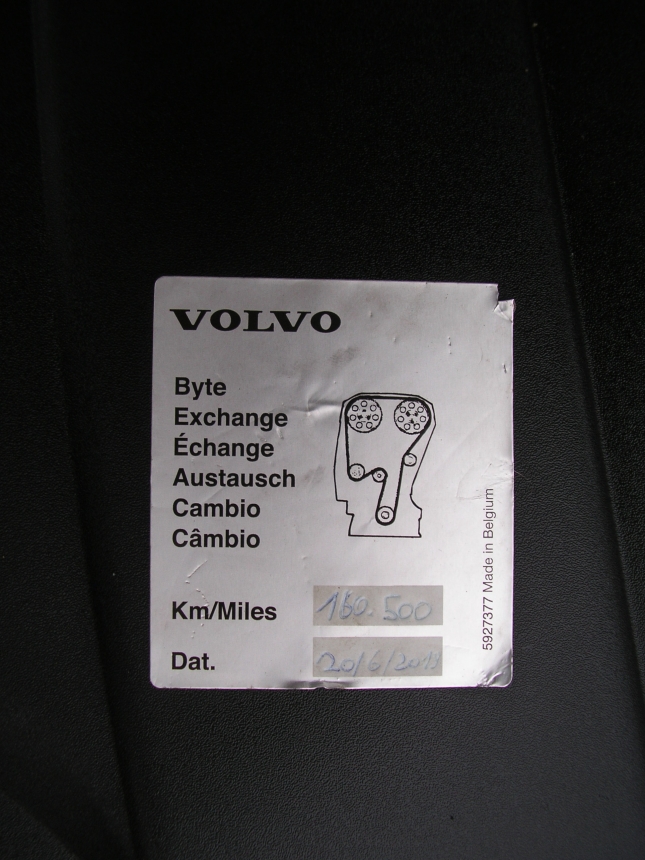 VOLVO
Byte
Exchange
Échange
Austausch
Cambio
Câmbio
Km/Miles 160.500
Dat.
5927377 Made in Belgium